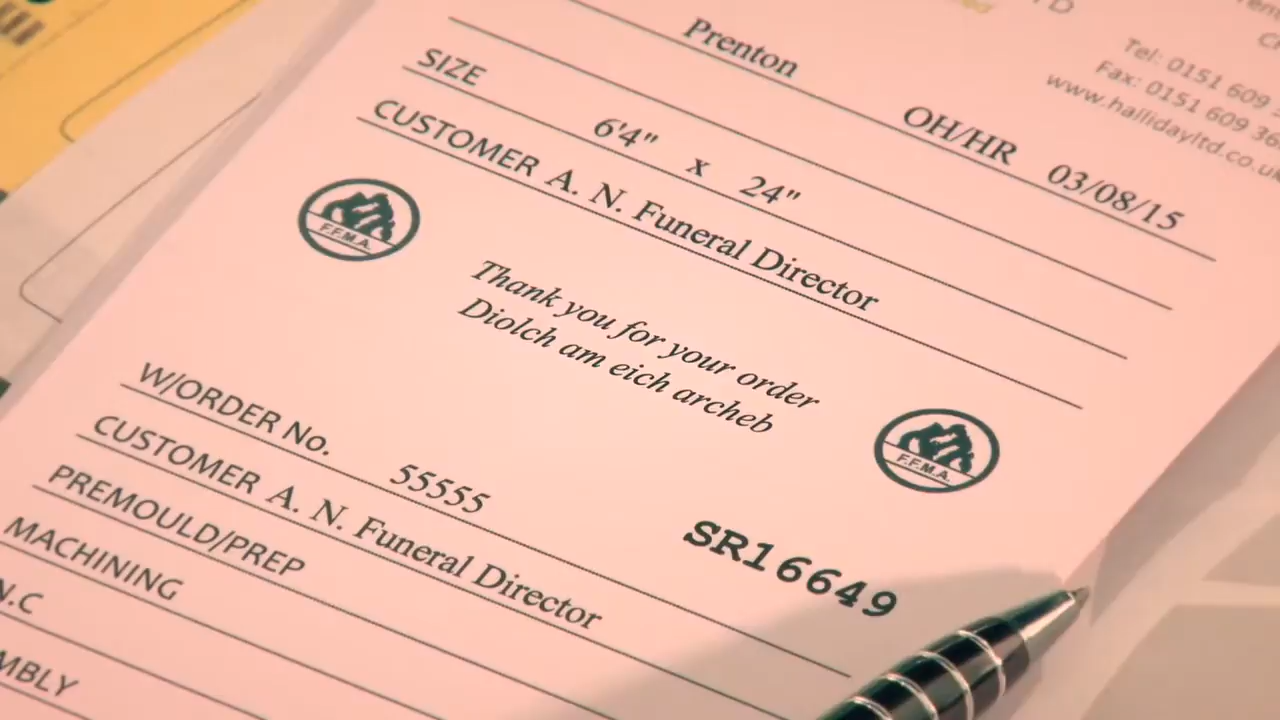 Prenton OH/HR 03/08/15
Tel: 0151 609
Fax: 0151 609
www.hallidayltd.co.uk
SIZE 6'4" x 24"
CUSTOMER A. N. Funeral Director
F.F.M.A.
Thank you for your order
Diolch am eich archeb
F.F.M.A.
W/ORDER No. 55555
CUSTOMER A. N. Funeral Director
SR16649
PREMOULD/PREP
MACHINING
N.C
MBLY